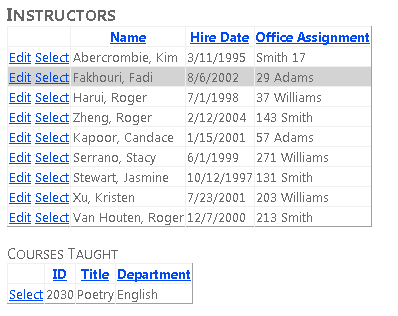 INSTRUCTORS
Name Hire Date Office Assignment
Edit Select Abercrombie, Kim 3/11/1995 Smith 17
Edit Select Fakhouri, Fadi 8/6/2002 29 Adams
Edit Select Harui, Roger 7/1/1998 37 Williams
Edit Select Zheng, Roger 2/12/2004 143 Smith
Edit Select Kapoor, Candace 1/15/2001 57 Adams
Edit Select Serrano, Stacy 6/1/1999 271 Williams
Edit Select Stewart, Jasmine 10/12/1997 131 Smith
Edit Select Xu, Kristen 7/23/2001 203 Williams
Edit Select Van Houten, Roger 12/7/2000 213 Smith
COURSES TAUGHT
ID Title Department
Select 2030 Poetry English